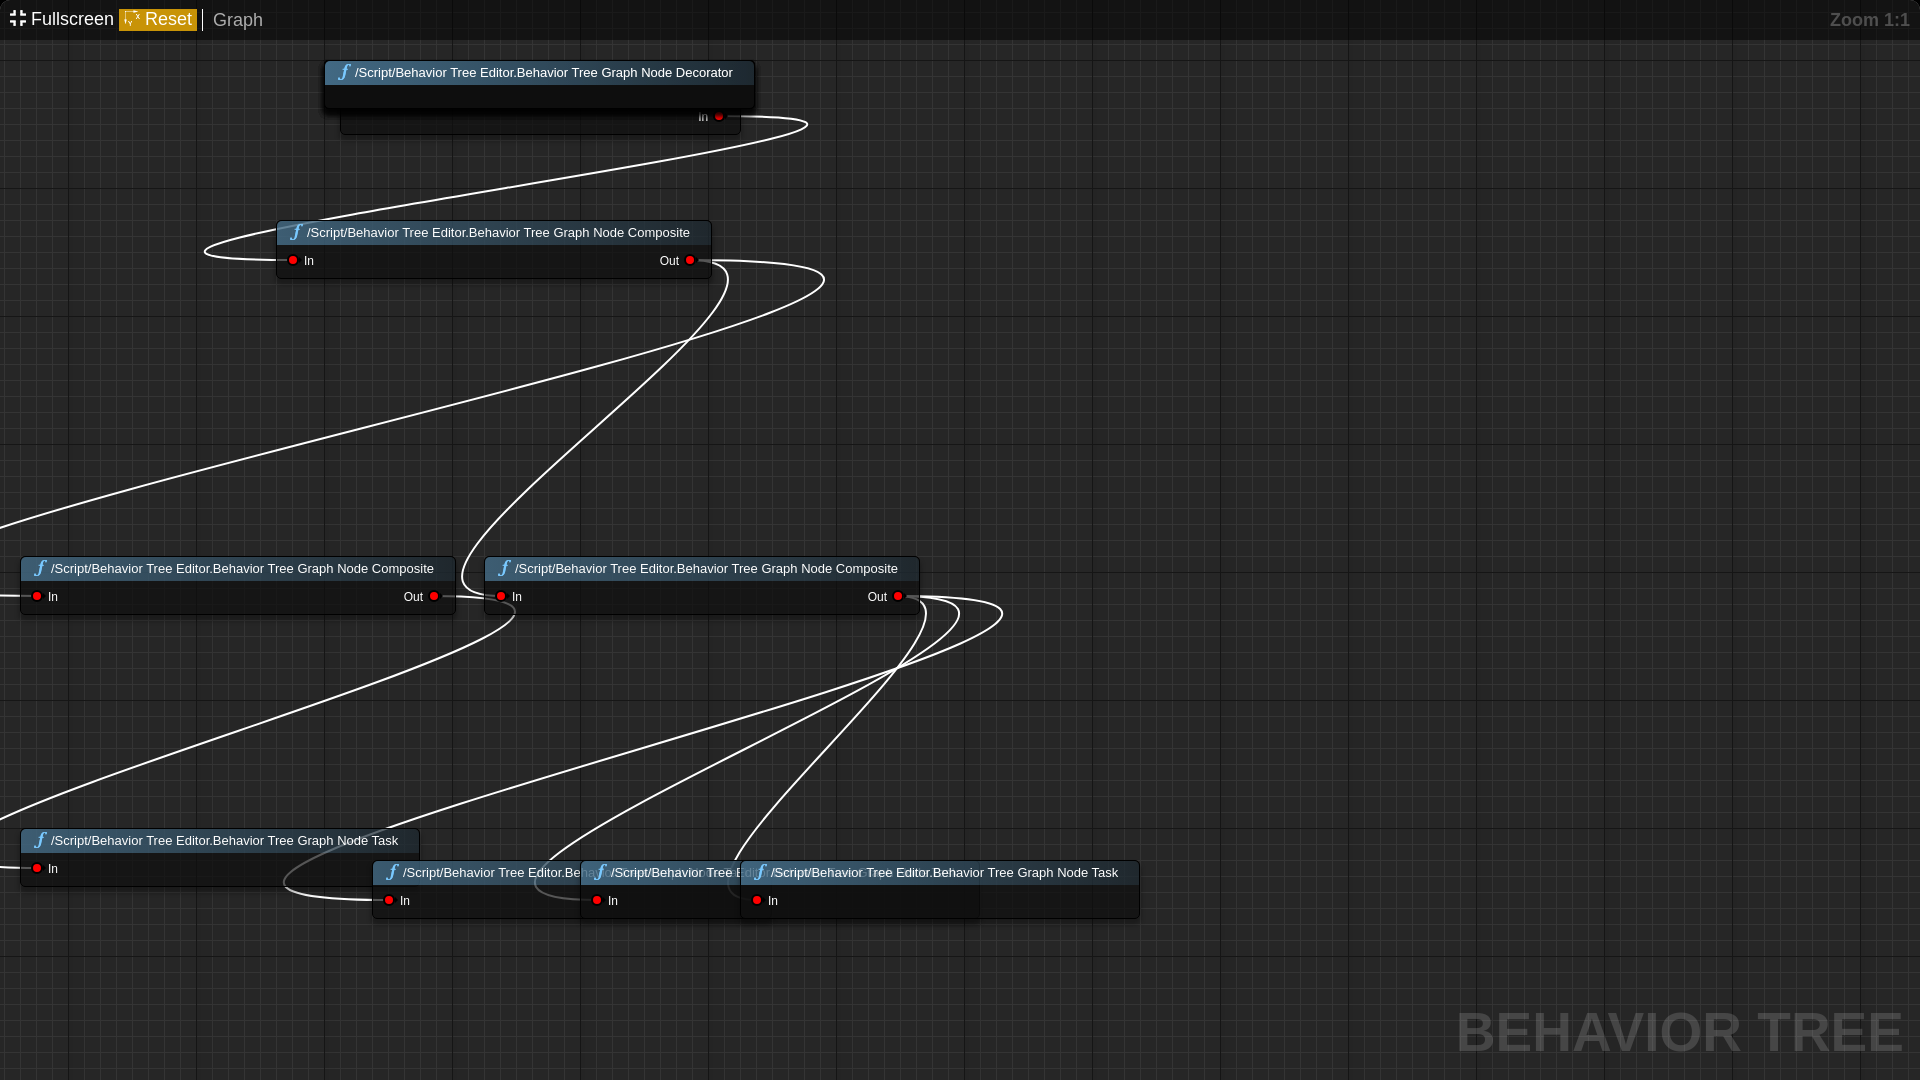 Fullscreen Reset Graph Zoom 1:1
/Script/Behavior Tree Editor.Behavior Tree Graph Node Decorator
In
/Script/Behavior Tree Editor.Behavior Tree Graph Node Composite
In Out
/Script/Behavior Tree Editor.Behavior Tree Graph Node Composite
In Out
/Script/Behavior Tree Editor.Behavior Tree Graph Node Composite
In Out
/Script/Behavior Tree Editor.Behavior Tree Graph Node Task
In
/Script/Behavior Tree Editor.Be
In
/Script/Behavior Tree E
In
/Script/Behavior Tree Editor.Behavior Tree Graph Node Task
In
BEHAVIOR TREE